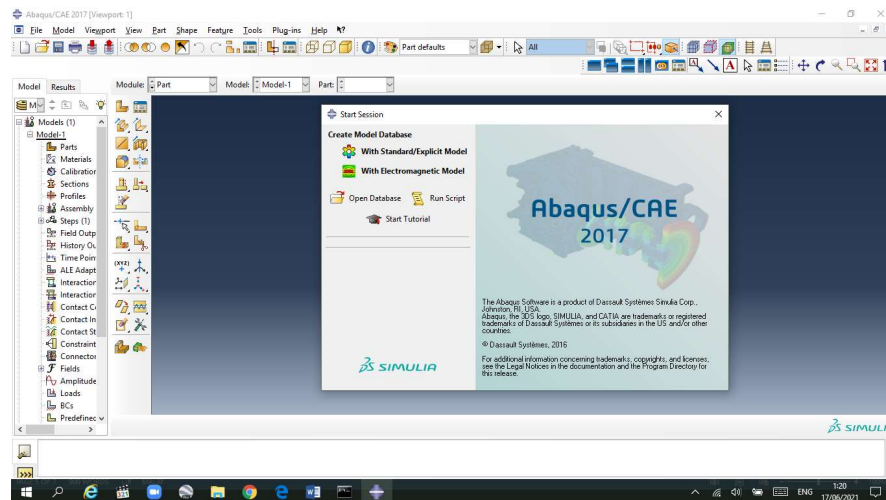 Abaqus/CAE 2017 [Viewport: 1]
File Model Viewport View Part Shape Feature Tools Plug-ins Help
Part defaults All
Model Results Module: Part Model: Model-1 Part:
Models (1)
Model-1
Parts
Materials
Calibration
Sections
Profiles
Assembly
Steps (1)
Field Outp
History Ou
Time Poin
ALE Adapt
Interaction
Interaction
Contact Co
Contact In
Contact St
Constraint
Connector
Fields
Amplitude
Loads
BCs
Predefined
(XYZ)
Start Session
Create Model Database
With Standard/Explicit Model
With Electromagnetic Model
Open Database Run Script
Start Tutorial
SIMULIA
Abaqus/CAE
2017
The Abaqus Software is a product of Dassault Systèmes Simulia Corp.,
Johnston, RI, USA.
Abaqus, the 3DS logo, SIMULIA, and CATIA are trademarks or registered
trademarks of Dassault Systèmes or its subsidiaries in the US and/or other
countries.
© Dassault Systèmes, 2016
For additional information concerning trademarks, copyrights, and licenses,
see the Legal Notices in the documentation and the Program Directory for
this release.
SIMULI
>>>
ENG
1:20
17/06/2021